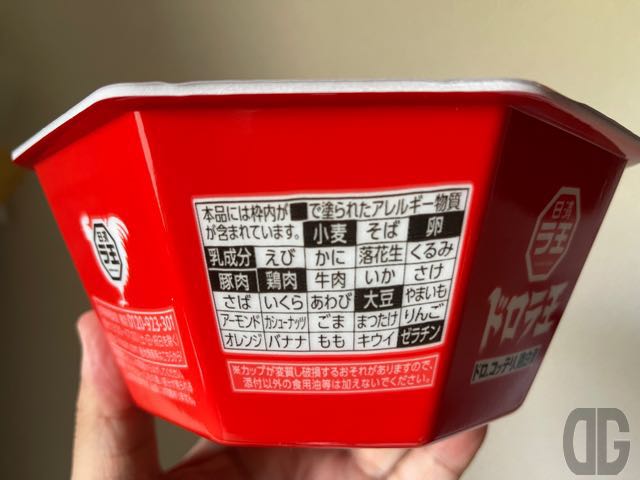 本品には枠内が■で塗られたアレルギー物質
が含まれています。 小麦 そば 卵
乳成分 えび かに 落花生 くるみ
豚肉 鶏肉 牛肉 いか さけ
さば いくら あわび 大豆 やまいも
アーモンド カシューナッツ ごま まつたけ りんご
オレンジ バナナ もも キウイ ゼラチン
※カップが変質し破損するおそれがありますので、
添付以外の食用油等は加えないでください。
日清
ラ王
0120-923-301
日清
ラ王
ドロラ王
DG